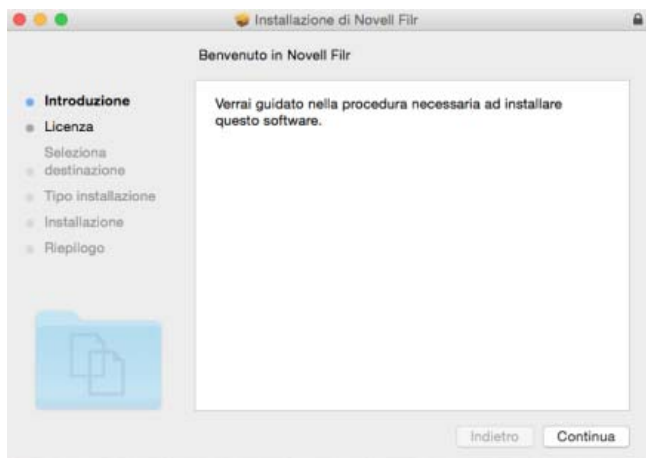 Installazione di Novell Filr
Benvenuto in Novell Filr
Introduzione
Licenza
Seleziona
destinazione
Tipo installazione
Installazione
Riepilogo
Verrai guidato nella procedura necessaria ad installare
questo software.
Indietro
Continua